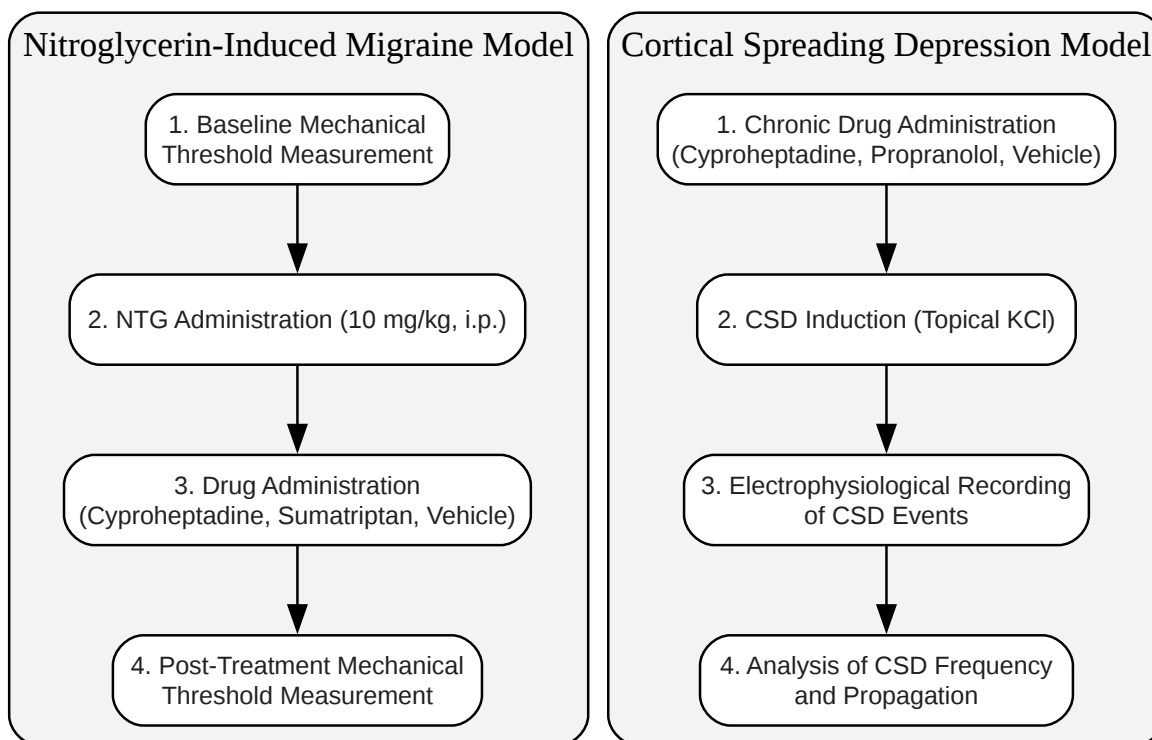 Nitroglycerin-Induced Migraine Model
1. Baseline Mechanical
Threshold Measurement
2. NTG Administration (10 mg/kg, i.p.)
3. Drug Administration
(Cyproheptadine, Sumatriptan, Vehicle)
4. Post-Treatment Mechanical
Threshold Measurement
Cortical Spreading Depression Model
1. Chronic Drug Administration
(Cyproheptadine, Propranolol, Vehicle)
2. CSD Induction (Topical KCl)
3. Electrophysiological Recording
of CSD Events
4. Analysis of CSD Frequency
and Propagation